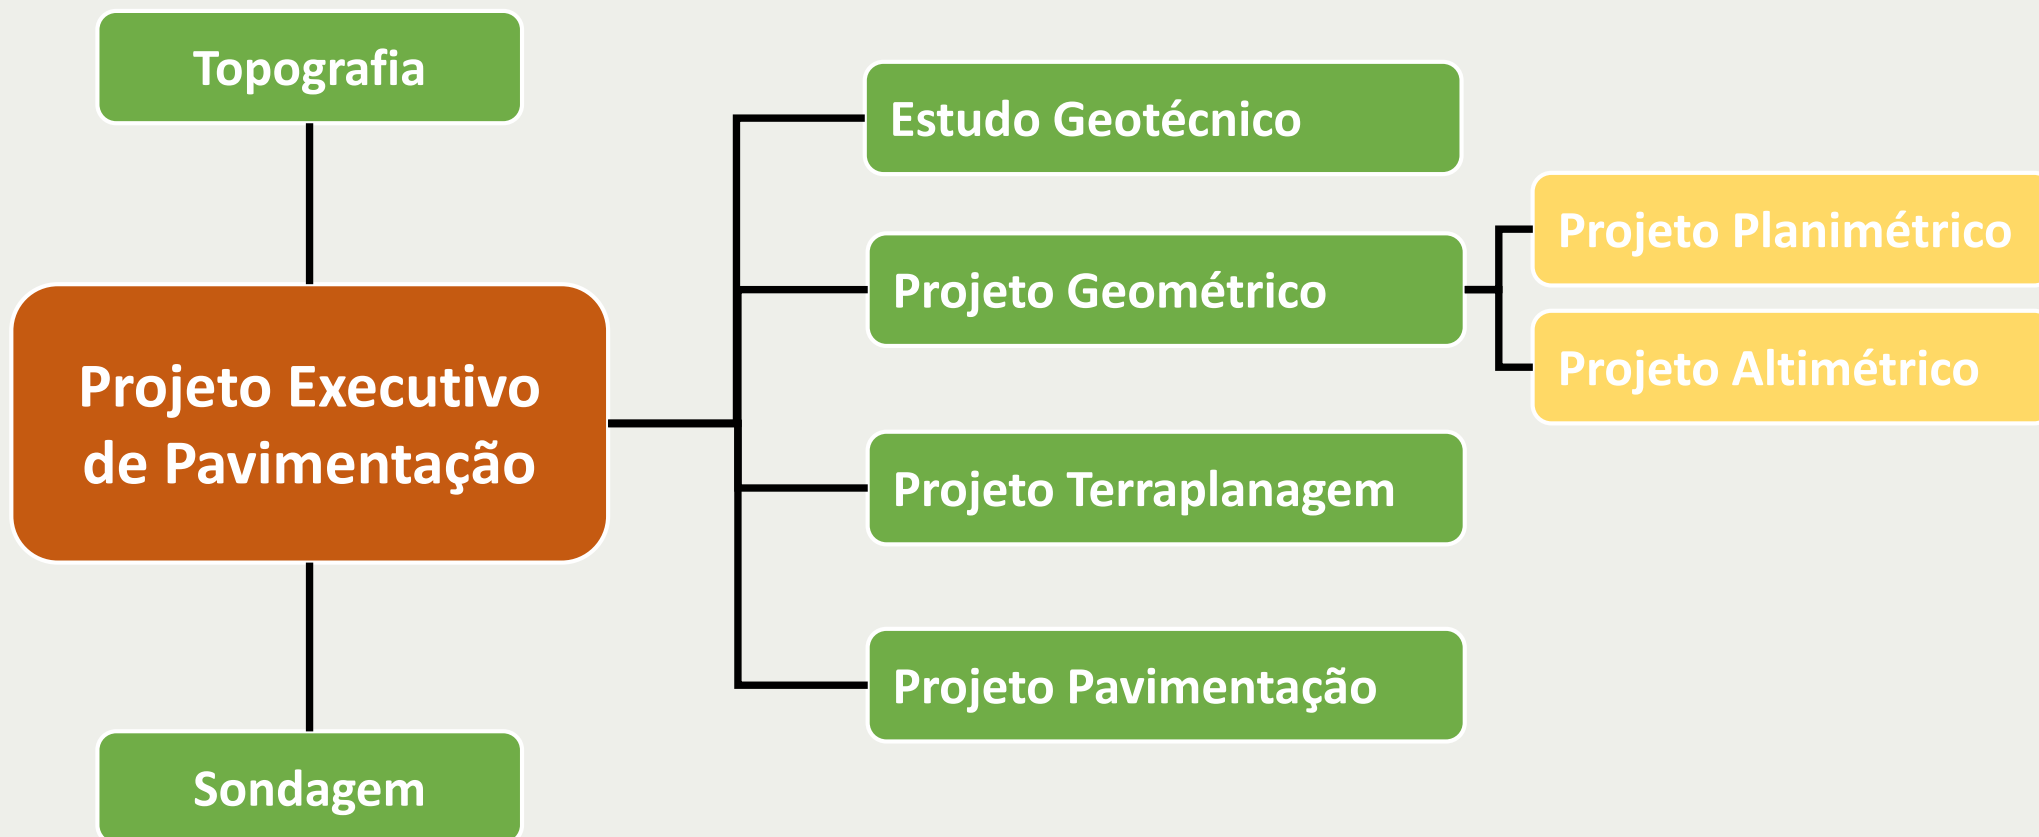 Topografia
Projeto Executivo
de Pavimentação
Sondagem
Estudo Geotécnico
Projeto Geométrico
Projeto Terraplanagem
Projeto Pavimentação
Projeto Planimétrico
Projeto Altimétrico